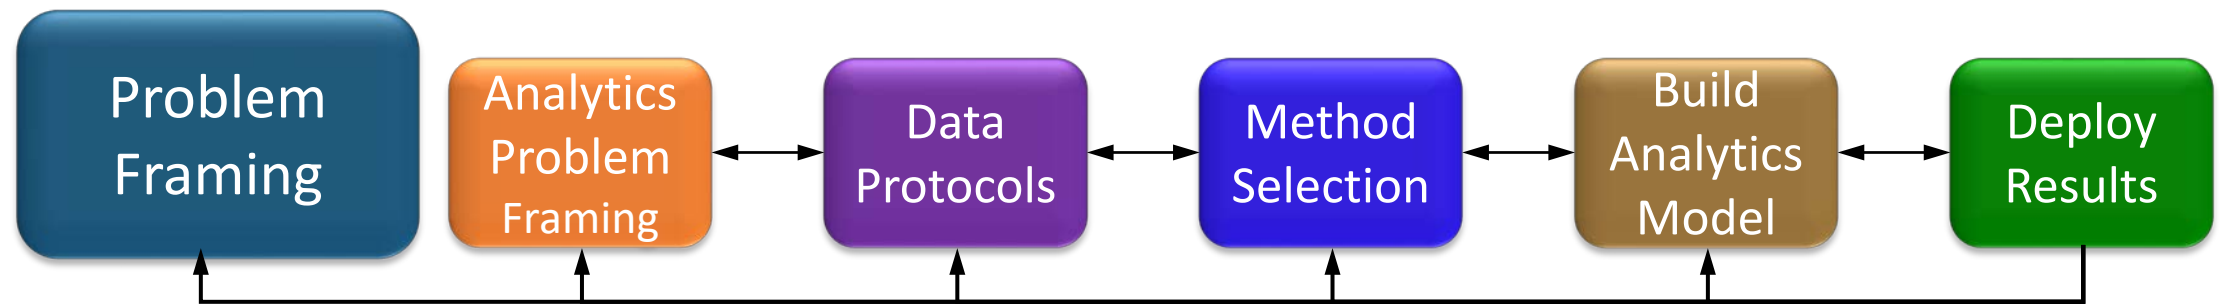 Problem
Framing
Analytics
Problem
Framing
Data
Protocols
Method
Selection
Build
Analytics
Model
Deploy
Results